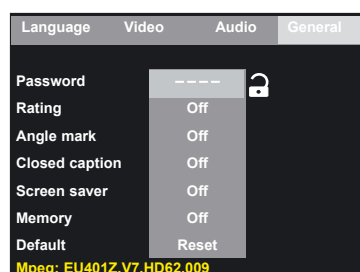 Language Video Audio General
Password – – – –
Rating Off
Angle mark Off
Closed caption Off
Screen saver Off
Memory Off
Default Reset
Mpeg: EU401Z.V7.HD62.009